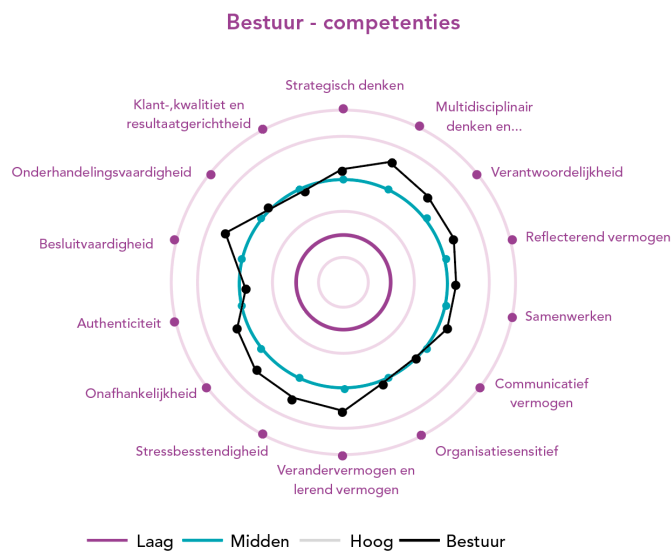 Bestuur - competenties
Strategisch denken
Multidisciplinair
denken en...
Verantwoordelijkheid
Reflecterend vermogen
Samenwerken
Communicatief
vermogen
Organisatiesensitief
Verandervermogen en
lerend vermogen
Stressbesstendigheid
Onafhankelijkheid
Authenticiteit
Besluitvaardigheid
Onderhandelingsvaardigheid
Klant-,kwalitiet en
resultaatgerichtheid
Laag Midden Hoog Bestuur